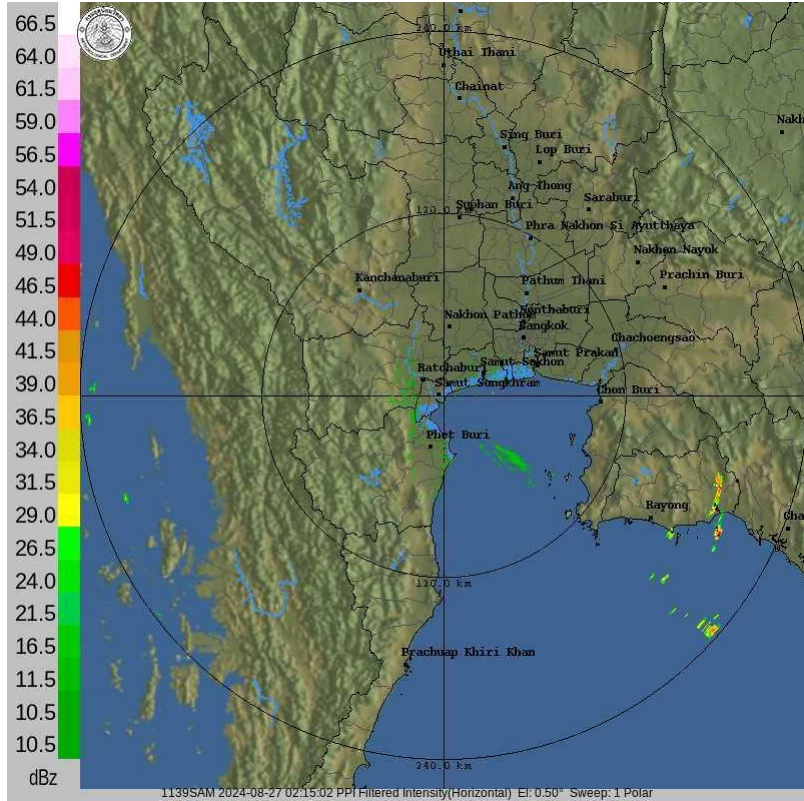 66.5
64.0
61.5
59.0
56.5
54.0
51.5
49.0
46.5
44.0
41.5
39.0
36.5
34.0
31.5
29.0
26.5
24.0
21.5
16.5
11.5
10.5
10.5
dBz
240.0 km
Uthai Thani
Chainat
Nakh
Sing Buri
Lop Buri
Ang Thong
Saraburi
Suphan Buri
120.0 km
Phra Nakhon Si Ayutthaya
Nakhon Nayok
Kanchanaburi
Pathum Thani
Prachin Buri
Nonthaburi
Nakhon Pathom
Bangkok
Chachoengsao
Samut Prakan
Samut Sakhon
Ratchaburi
Samut Songkhram
Chon Buri
Phet Buri
Rayong
Cha
120.0 km
Prachuap Khiri Khan
240.0 km
1139SAM 2024-08-27 02:15:02 PPI Filtered Intensity(Horizontal) El: 0.50° Sweep: 1 Polar